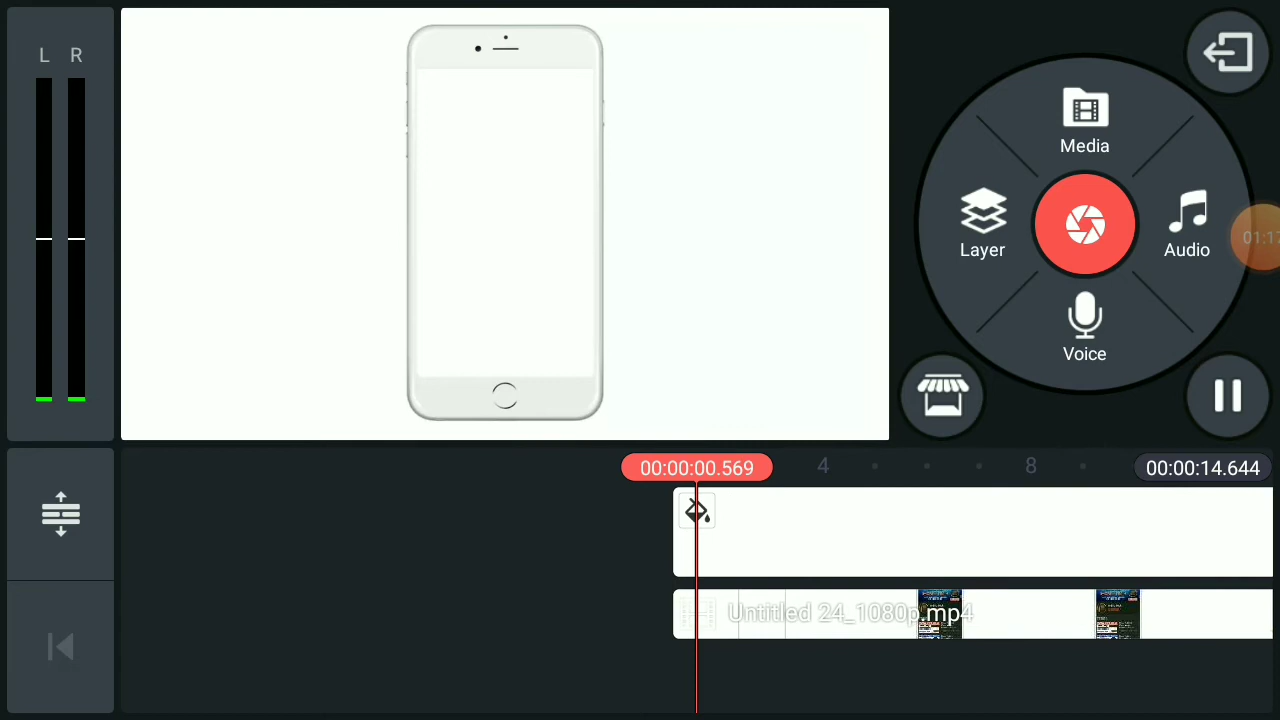 L R
Media
Layer
Audio
Voice
00:00:00.569
4
8
00:00:14.644
Untitled 24_1080p.mp4